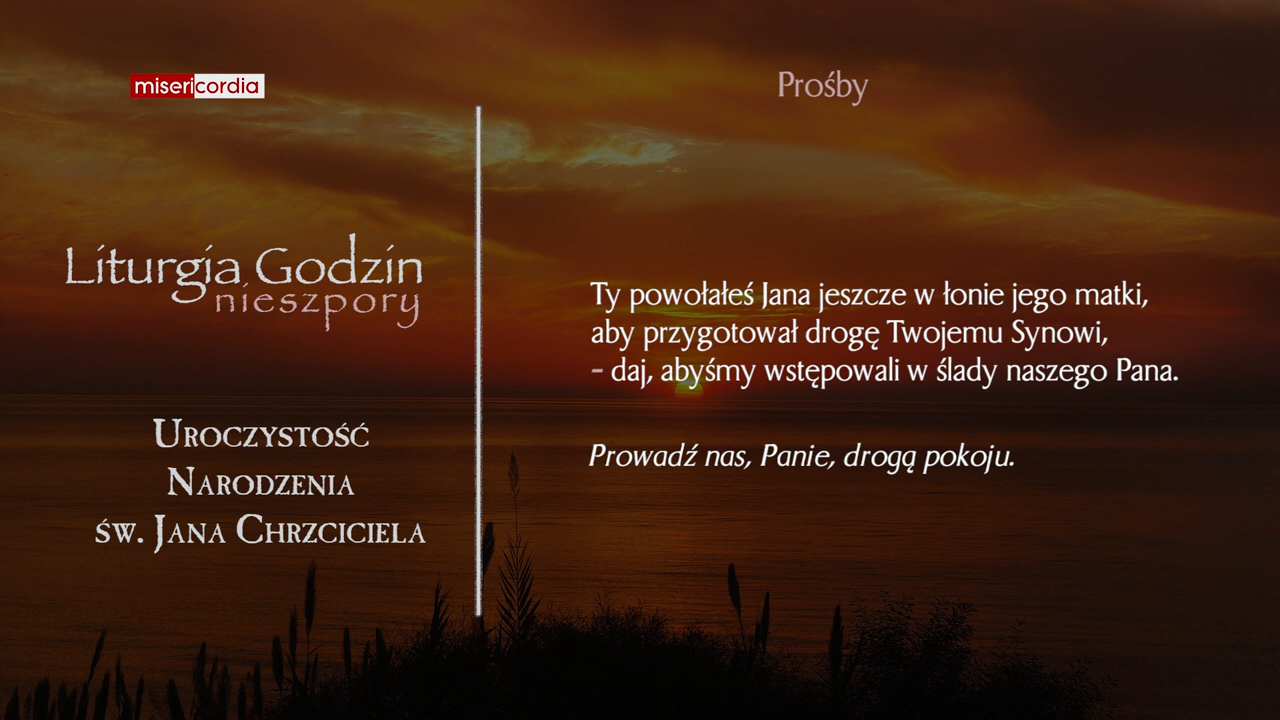 misericordia
Liturgia Godzin
nieszpory
Uroczystość
Narodzenia
św. Jana Chrzciciela
Prośby
Ty powołałeś Jana jeszcze w łonie jego matki,
aby przygotował drogę Twojemu Synowi,
- daj, abyśmy wstępowali w ślady naszego Pana.
Prowadź nas, Panie, drogą pokoju.